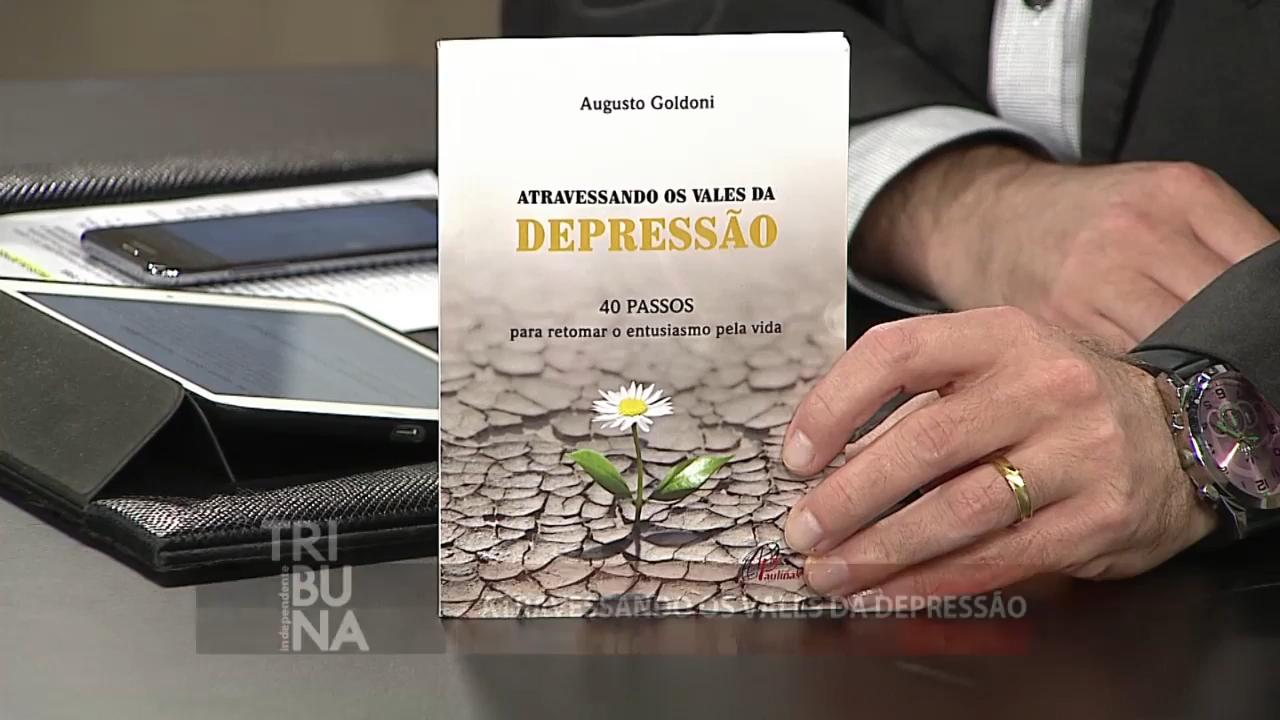 Augusto Goldoni
ATRAVESSANDO OS VALES DA
DEPRESSÃO
40 PASSOS
para retomar o entusiasmo pela vida
Paulinas
TRI
BU
NA
independente
ATRAVESSANDO OS VALES DA DEPRESSÃO